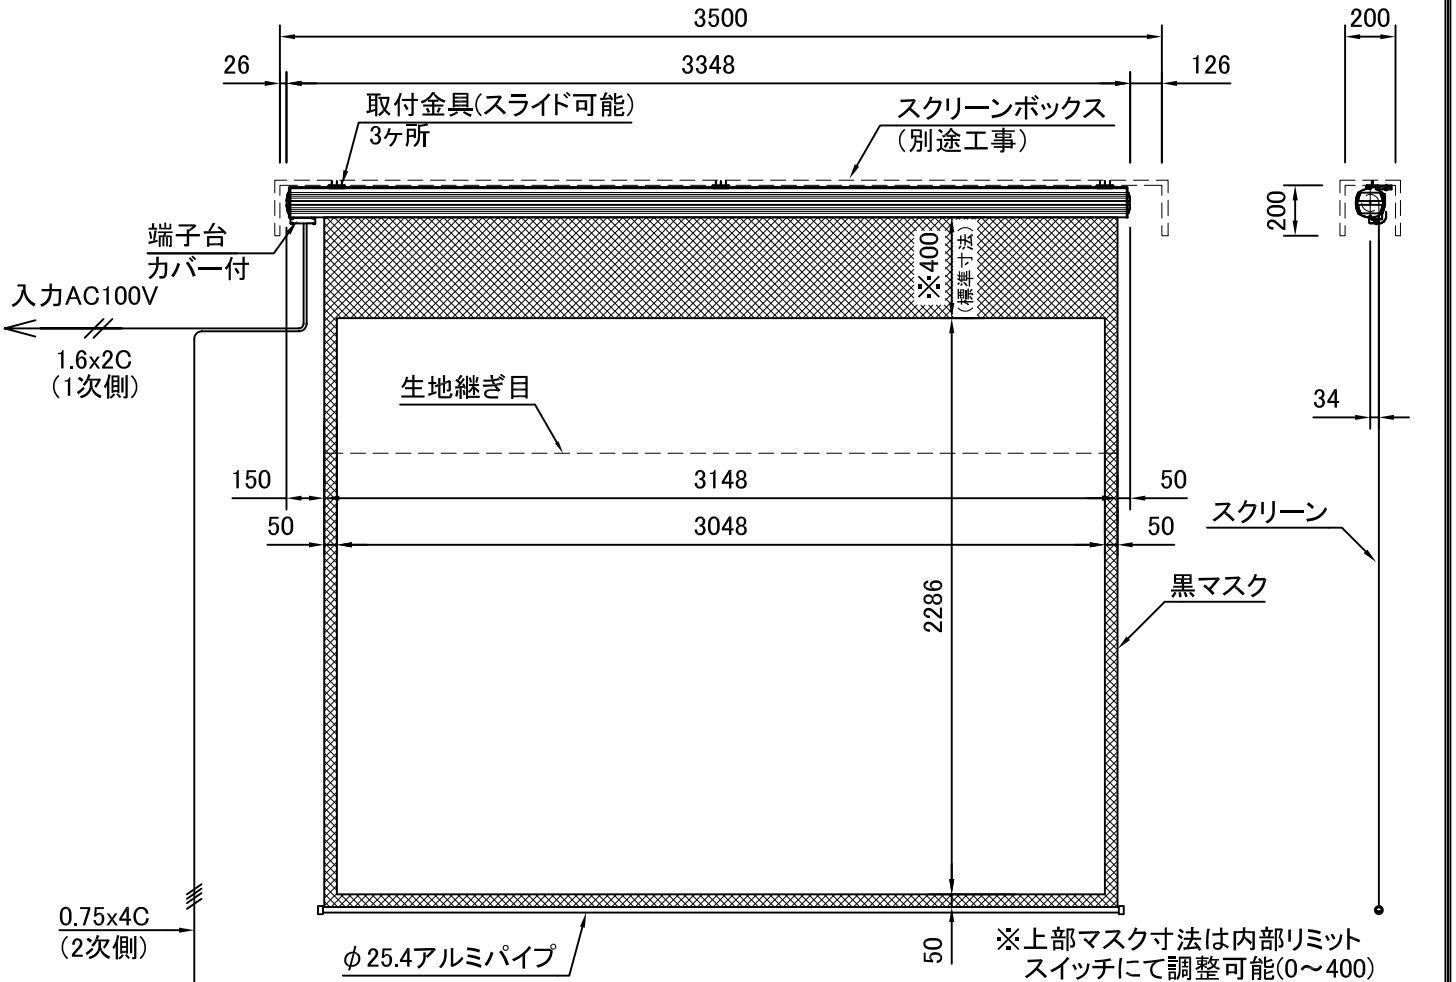 3500
200
26
3348
126
取付金具(スライド可能)
3ヶ所
スクリーンボックス
(別途工事)
200
端子台
カバー付
※400
(標準寸法)
入力AC100V
1.6x2C
(1次側)
生地継ぎ目
34
150
3148
50
50
3048
50
スクリーン
2286
黒マスク
0.75x4C
(2次側)
φ25.4アルミパイプ
50
※上部マスク寸法は内部リミット
スイッチにて調整可能(0～400)